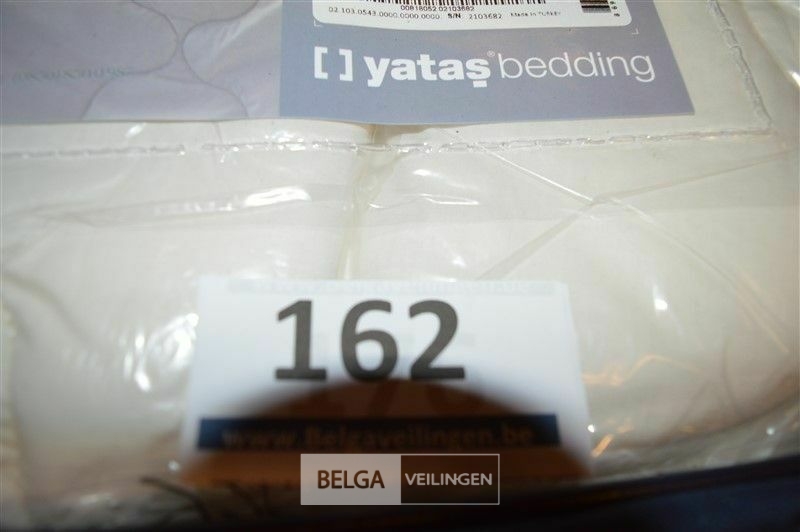 00818052.02103682
02.103.0543.0000.0000.0000. S/N: 2103682 Made in TURKEY
[ ] yataş® bedding
162
www.Belgaveilingen.be
BELGA VEILINGEN